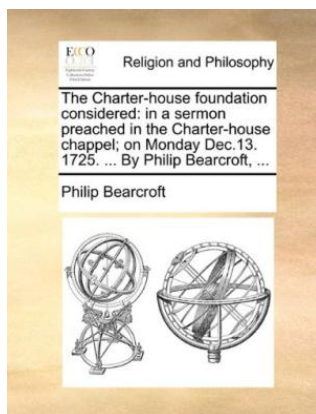 ECCO
Religion and Philosophy
The Charter-house foundation
considered: in a sermon
preached in the Charter-house
chappel; on Monday Dec.13.
1725. ... By Philip Bearcroft, ...
Philip Bearcroft